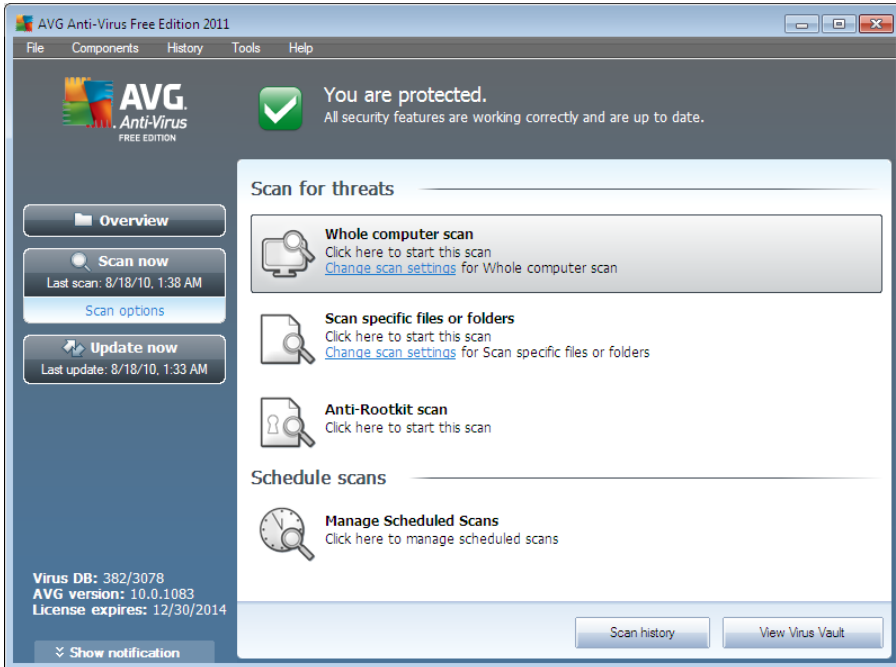 AVG Anti-Virus Free Edition 2011
File Components History Tools Help
AVG.
Anti-Virus
FREE EDITION
You are protected.
All security features are working correctly and are up to date.
Overview
Scan now
Last scan: 8/18/10, 1:38 AM
Scan options
Update now
Last update: 8/18/10, 1:33 AM
Scan for threats
Whole computer scan
Click here to start this scan
Change scan settings for Whole computer scan
Scan specific files or folders
Click here to start this scan
Change scan settings for Scan specific files or folders
Anti-Rootkit scan
Click here to start this scan
Schedule scans
Manage Scheduled Scans
Click here to manage scheduled scans
Virus DB: 382/3078
AVG version: 10.0.1083
License expires: 12/30/2014
Show notification
Scan history
View Virus Vault